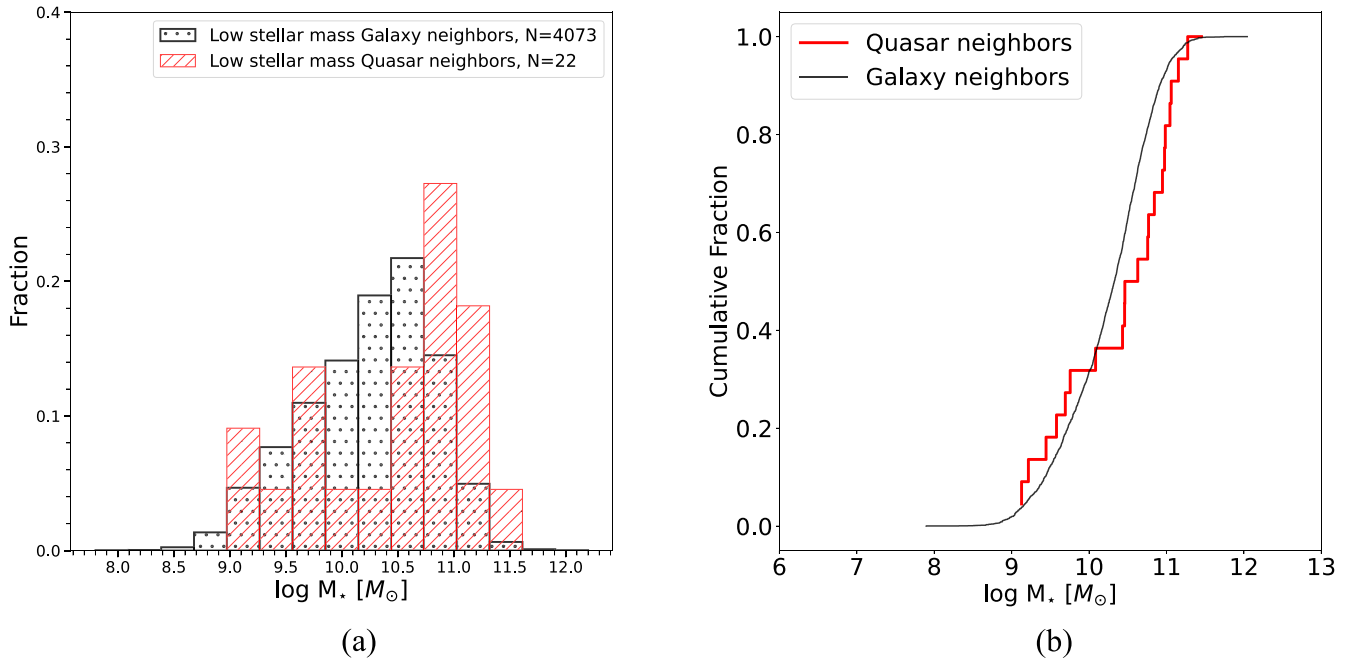 0.4
0.3
0.2
0.1
0.0
Fraction
Low stellar mass Galaxy neighbors, N=4073
Low stellar mass Quasar neighbors, N=22
8.0 8.5 9.0 9.5 10.0 10.5 11.0 11.5 12.0
log M⋆ [M⊙]
(a)
1.0
0.8
0.6
0.4
0.2
0.0
Cumulative Fraction
Quasar neighbors
Galaxy neighbors
6 7 8 9 10 11 12 13
log M⋆ [M⊙]
(b)